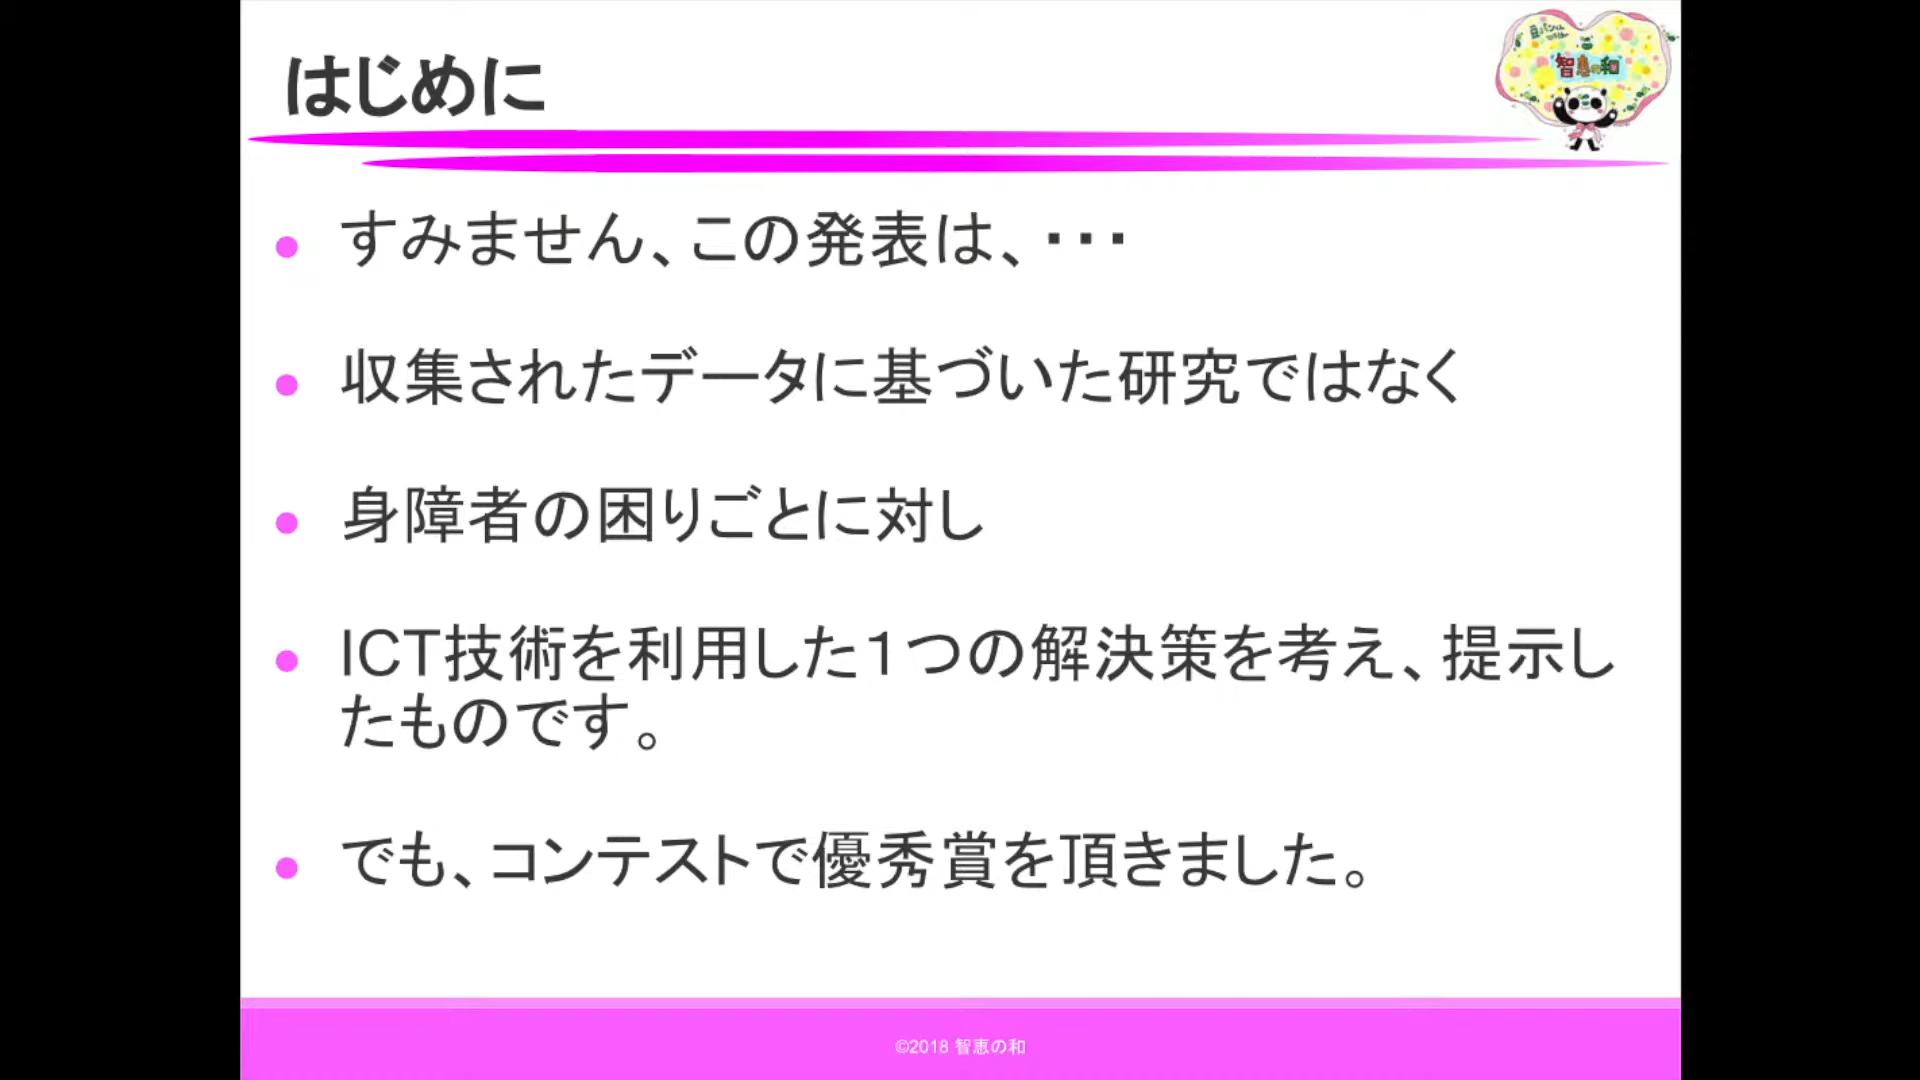 はじめに
智恵の和
すみません、この発表は、・・・
収集されたデータに基づいた研究ではなく
身障者の困りごとに対し
ICT技術を利用した１つの解決策を考え、提示し
たものです。
でも、コンテストで優秀賞を頂きました。
©2018 智恵の和